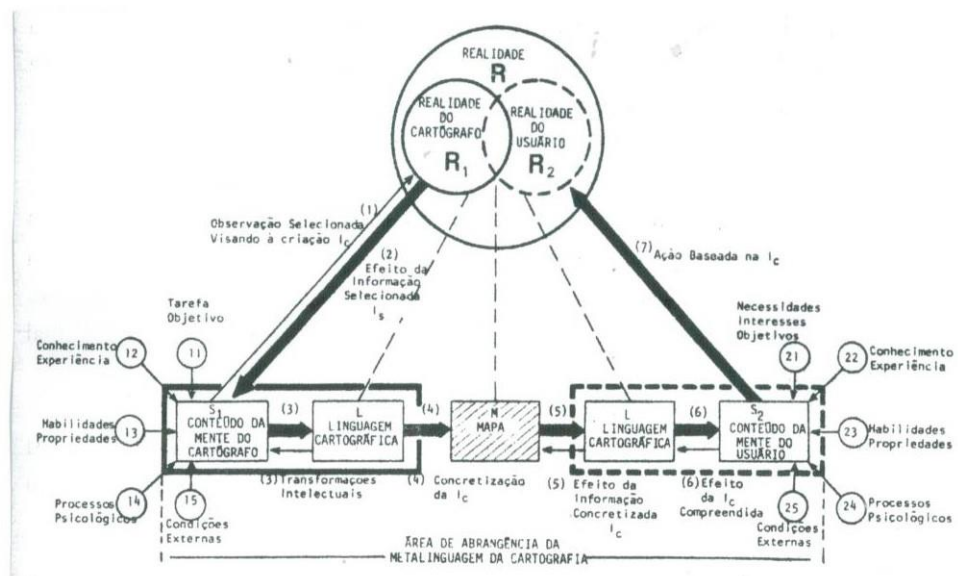 REALIDADE
R
REALIDADE
DO
CARTÓGRAFO
R1
REALIDADE
DO
USUÁRIO
R2
(1)
Observação Selecionada
Visando à criação Ic
(2)
Efeito da
Informação
Selecionada
Is
(7) Ação Baseada na Ic
Tarefa
Objetivo
Necessidades
Interesses
Objetivos
Conhecimento
Experiência
12
11
21
22
Conhecimento
Experiência
Habilidades
Propriedades
13
S1
CONTEÚDO DA
MENTE DO
CARTÓGRAFO
(3)
L
LINGUAGEM
CARTOGRÁFICA
(4)
M
MAPA
(5)
L
LINGUAGEM
CARTOGRÁFICA
(6)
S2
CONTEÚDO DA
MENTE DO
USUÁRIO
23
Habilidades
Propriedades
14
Processos
Psicológicos
15
Condições
Externas
(3) Transformações
Intelectuais
(4) Concretização
da Ic
(5) Efeito da
Informação
Concretizada
Ic
(6) Efeito
da Ic
Compreendida
25
Condições
Externas
24
Processos
Psicológicos
ÁREA DE ABRANGÊNCIA DA
METALINGUAGEM DA CARTOGRAFIA